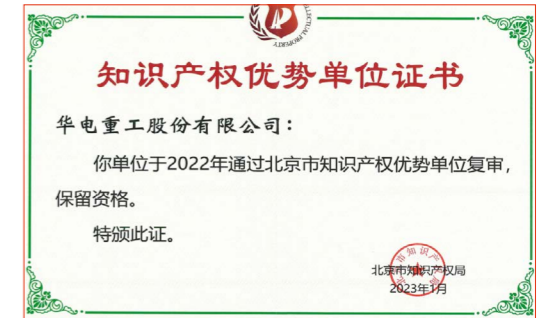 LLECTUAL PROPERTY
知识产权优势单位证书
华电重工股份有限公司：
你单位于2022年通过北京市知识产权优势单位复审，
保留资格。
特颁此证。
北京市知识产权局
2023年1月